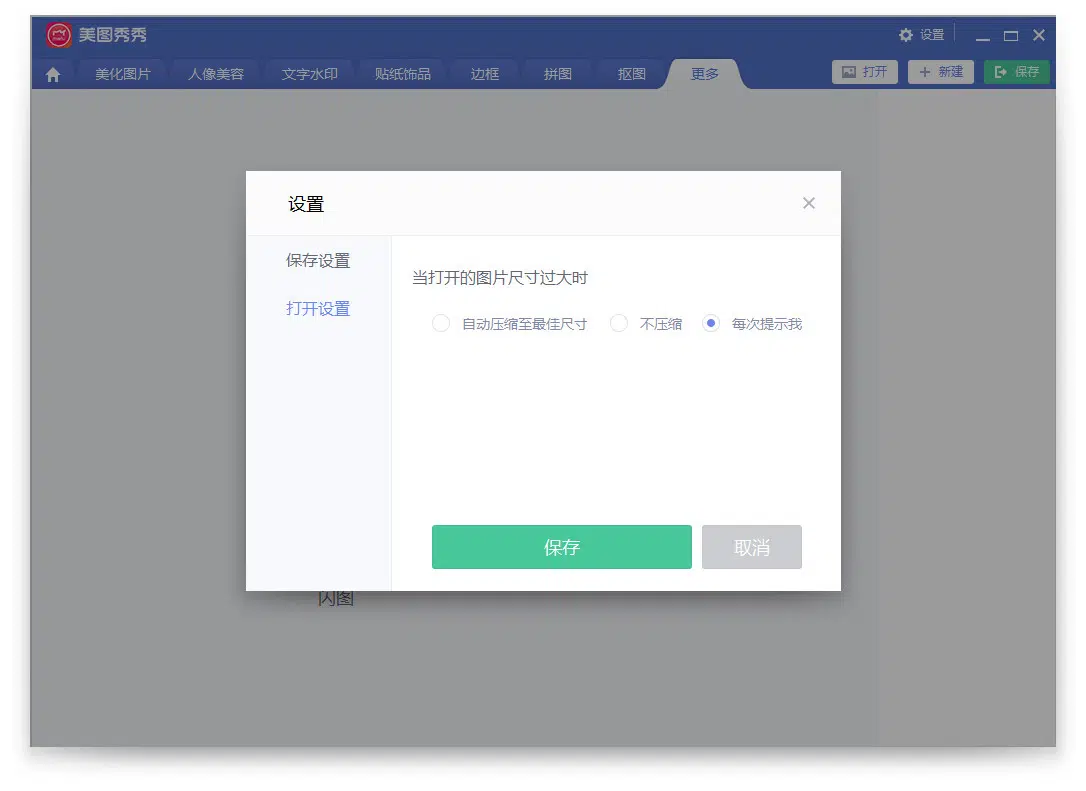 美图秀秀
设置
美化图片 人像美容 文字水印 贴纸饰品 边框 拼图 抠图 更多 打开 新建 保存
设置
保存设置
打开设置
当打开的图片尺寸过大时
自动压缩至最佳尺寸 不压缩 每次提示我
保存 取消
闪图